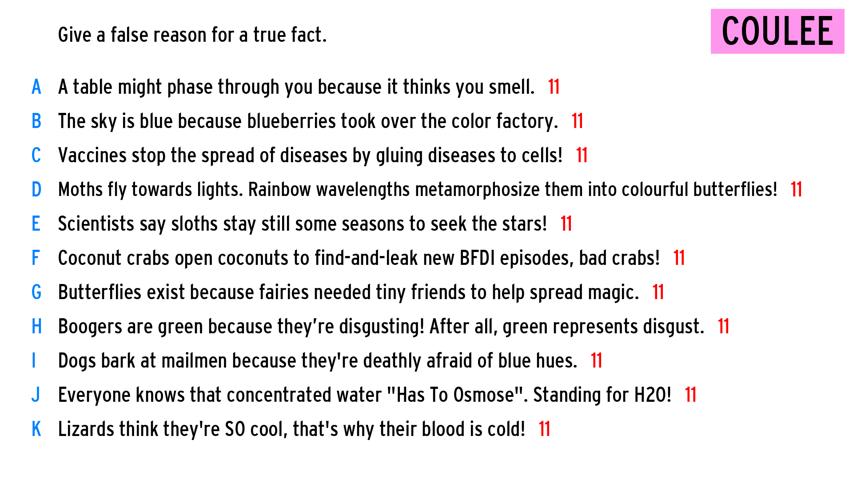 Give a false reason for a true fact.
COULEE
A A table might phase through you because it thinks you smell. 11
B The sky is blue because blueberries took over the color factory. 11
C Vaccines stop the spread of diseases by gluing diseases to cells! 11
D Moths fly towards lights. Rainbow wavelengths metamorphosize them into colourful butterflies! 11
E Scientists say sloths stay still some seasons to seek the stars! 11
F Coconut crabs open coconuts to find-and-leak new BFDI episodes, bad crabs! 11
G Butterflies exist because fairies needed tiny friends to help spread magic. 11
H Boogers are green because they’re disgusting! After all, green represents disgust. 11
I Dogs bark at mailmen because they're deathly afraid of blue hues. 11
J Everyone knows that concentrated water "Has To Osmose". Standing for H2O! 11
K Lizards think they're SO cool, that's why their blood is cold! 11